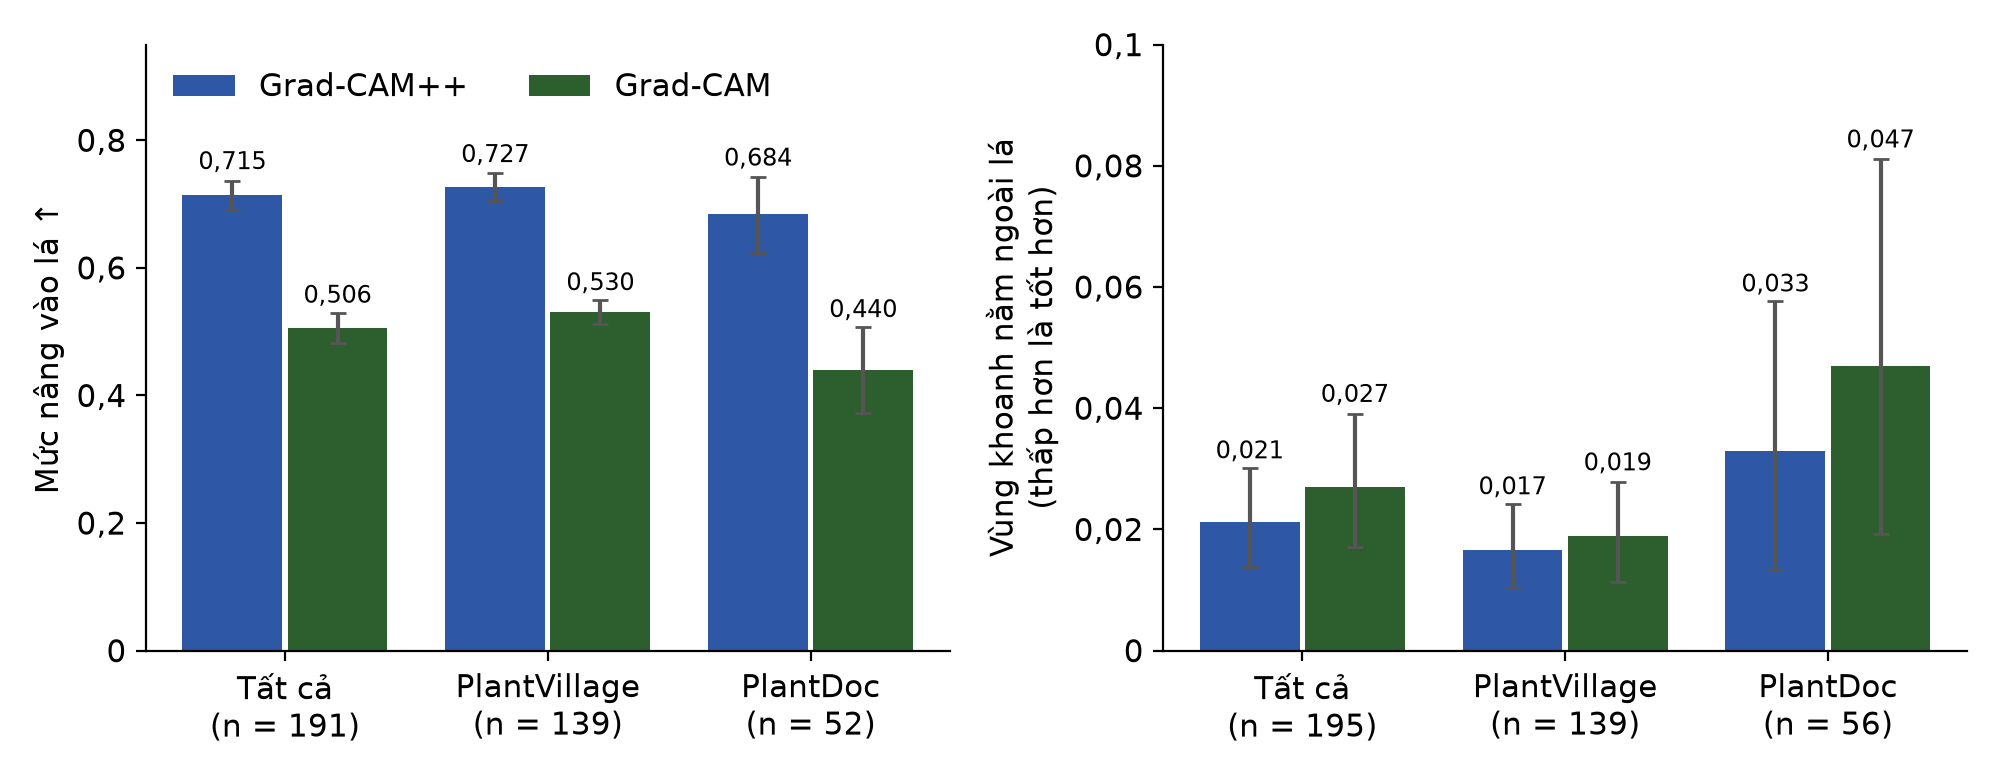 Mức nâng vào lá ↑
0,8
0,6
0,4
0,2
0
Grad-CAM++ Grad-CAM
0,715
0,506
0,727
0,530
0,684
0,440
Tất cả
(n = 191)
PlantVillage
(n = 139)
PlantDoc
(n = 52)
Vùng khoanh nằm ngoài lá
(thấp hơn là tốt hơn)
0,1
0,08
0,06
0,04
0,02
0
0,021
0,027
0,017
0,019
0,033
0,047
Tất cả
(n = 195)
PlantVillage
(n = 139)
PlantDoc
(n = 56)